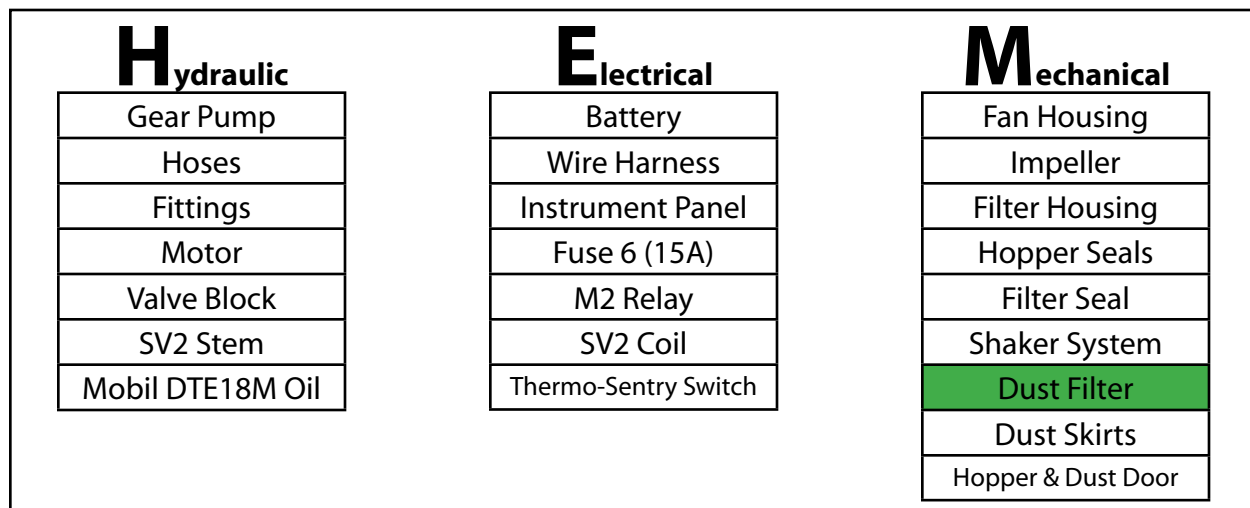 Hydraulic
Gear Pump
Hoses
Fittings
Motor
Valve Block
SV2 Stem
Mobil DTE18M Oil
Electrical
Battery
Wire Harness
Instrument Panel
Fuse 6 (15A)
M2 Relay
SV2 Coil
Thermo-Sentry Switch
Mechanical
Fan Housing
Impeller
Filter Housing
Hopper Seals
Filter Seal
Shaker System
Dust Filter
Dust Skirts
Hopper & Dust Door